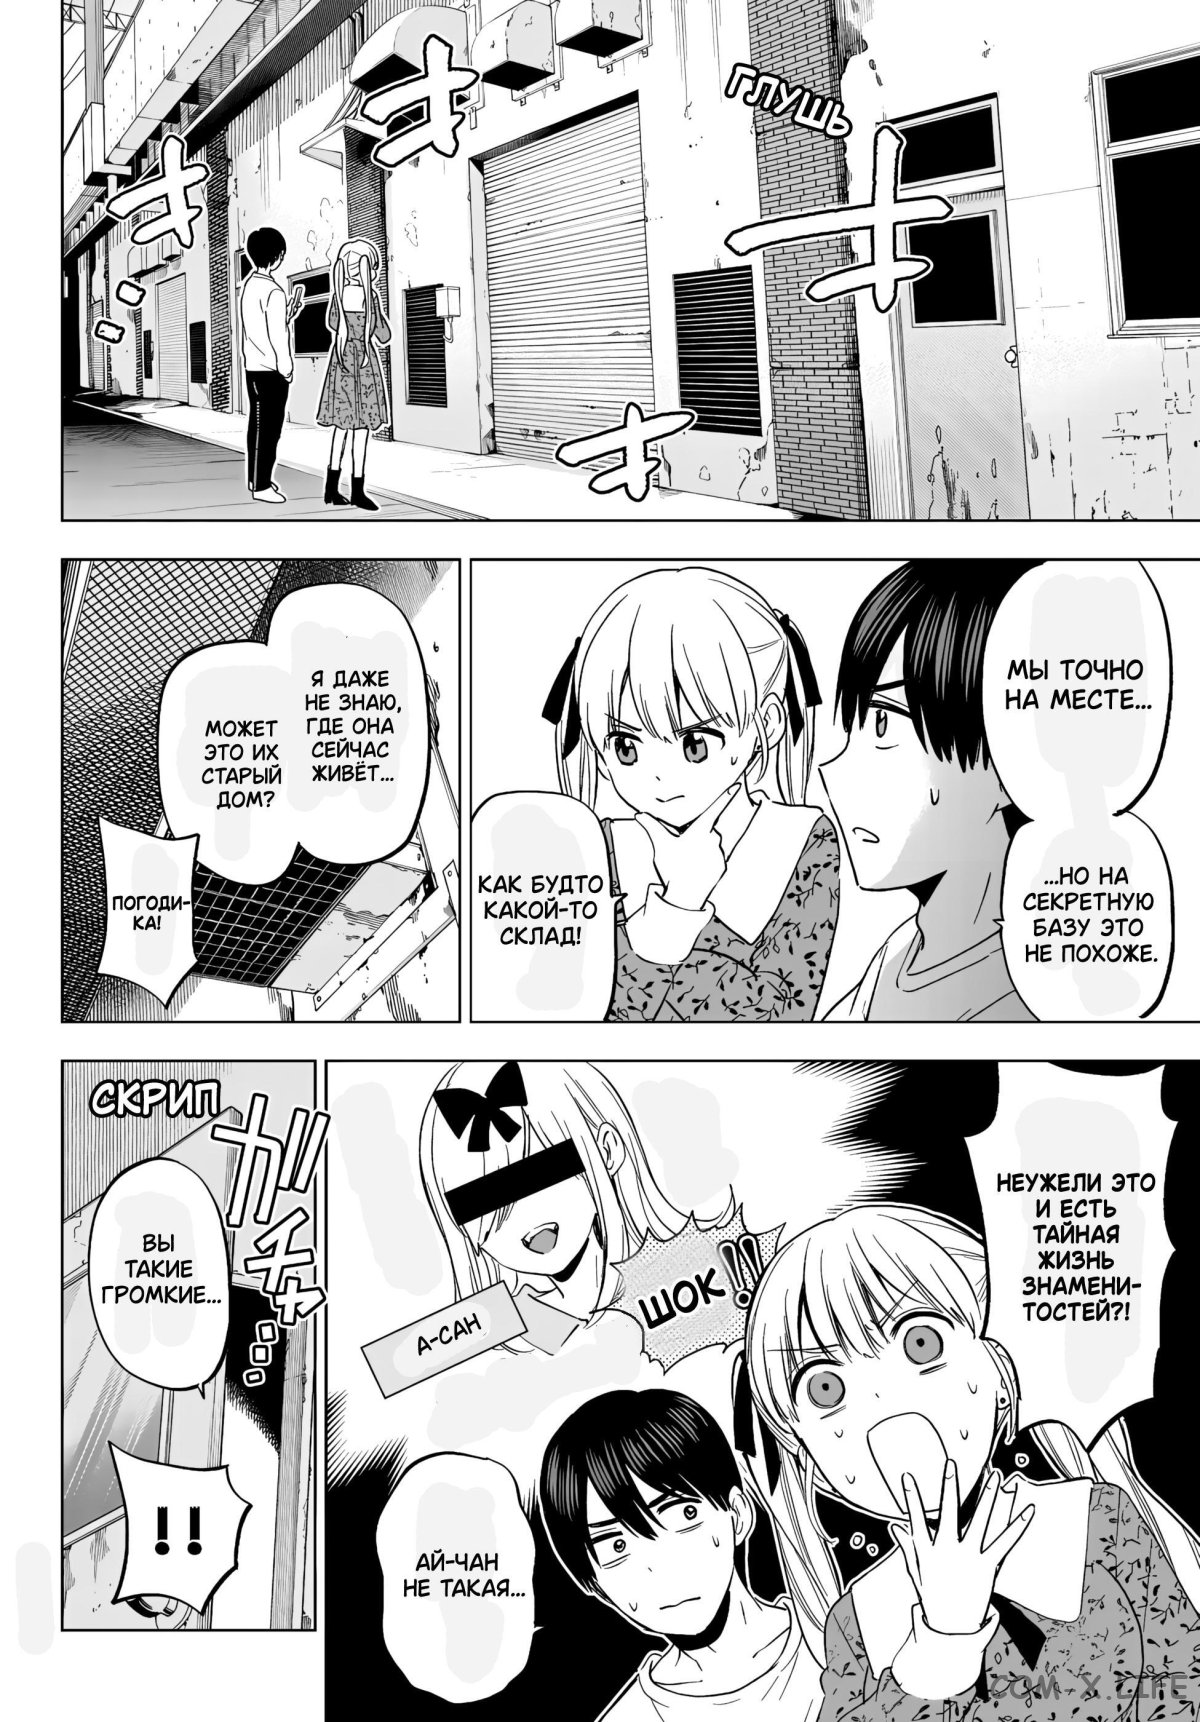 ГЛУШЬ
キ
キ
キ
キ
МЫ ТОЧНО
НА МЕСТЕ...
...НО НА
СЕКРЕТНУЮ
БАЗУ ЭТО
НЕ ПОХОЖЕ.
КАК БУДТО
КАКОЙ-ТО
СКЛАД!
Я ДАЖЕ
НЕ ЗНАЮ,
ГДЕ ОНА
СЕЙЧАС
ЖИВЁТ...
МОЖЕТ
ЭТО ИХ
СТАРЫЙ
ДОМ?
ПОГОДИ-
КА!
НЕУЖЕЛИ ЭТО
И ЕСТЬ
ТАЙНАЯ
ЖИЗНЬ
ЗНАМЕНИ-
ТОСТЕЙ?!
ШОК!!
А-САН
АЙ-ЧАН
НЕ ТАКАЯ...
СКРИП
ガチャ
ВЫ
ТАКИЕ
ГРОМКИЕ...
!!
COM-X.LIFE